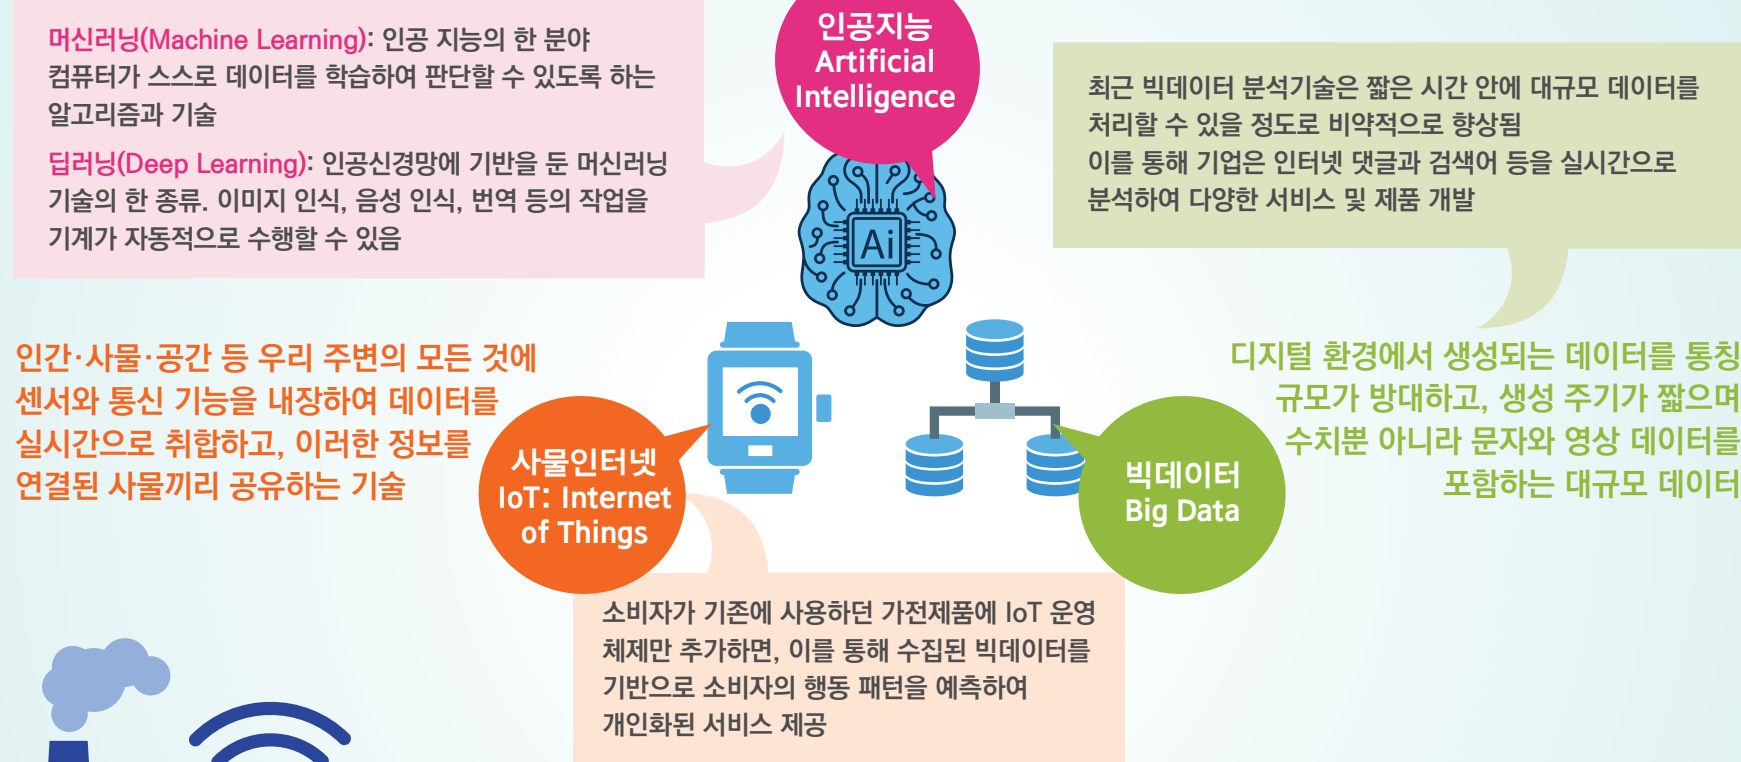 머신러닝(Machine Learning): 인공 지능의 한 분야
컴퓨터가 스스로 데이터를 학습하여 판단할 수 있도록 하는
알고리즘과 기술
딥러닝(Deep Learning): 인공신경망에 기반을 둔 머신러닝
기술의 한 종류. 이미지 인식, 음성 인식, 번역 등의 작업을
기계가 자동적으로 수행할 수 있음
인공지능
Artificial
Intelligence
Ai
최근 빅데이터 분석기술은 짧은 시간 안에 대규모 데이터를
처리할 수 있을 정도로 비약적으로 향상됨
이를 통해 기업은 인터넷 댓글과 검색어 등을 실시간으로
분석하여 다양한 서비스 및 제품 개발
인간·사물·공간 등 우리 주변의 모든 것에
센서와 통신 기능을 내장하여 데이터를
실시간으로 취합하고, 이러한 정보를
연결된 사물끼리 공유하는 기술
사물인터넷
IoT: Internet
of Things
빅데이터
Big Data
디지털 환경에서 생성되는 데이터를 통칭
규모가 방대하고, 생성 주기가 짧으며
수치뿐 아니라 문자와 영상 데이터를
포함하는 대규모 데이터
소비자가 기존에 사용하던 가전제품에 IoT 운영
체제만 추가하면, 이를 통해 수집된 빅데이터를
기반으로 소비자의 행동 패턴을 예측하여
개인화된 서비스 제공